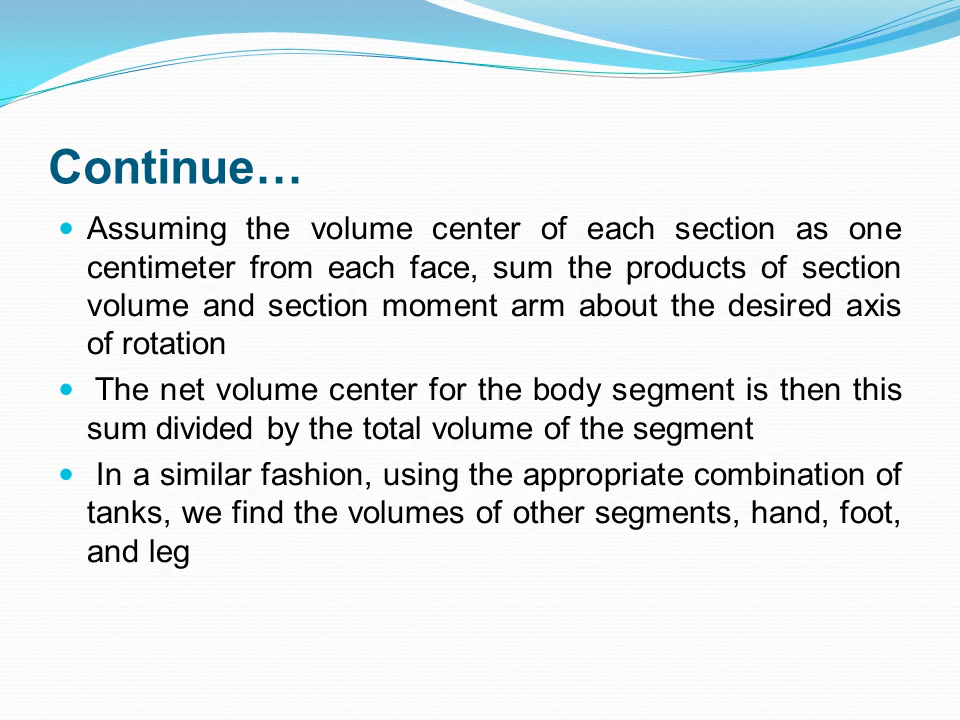 Continue…
Assuming the volume center of each section as one
centimeter from each face, sum the products of section
volume and section moment arm about the desired axis
of rotation
The net volume center for the body segment is then this
sum divided by the total volume of the segment
In a similar fashion, using the appropriate combination of
tanks, we find the volumes of other segments, hand, foot,
and leg